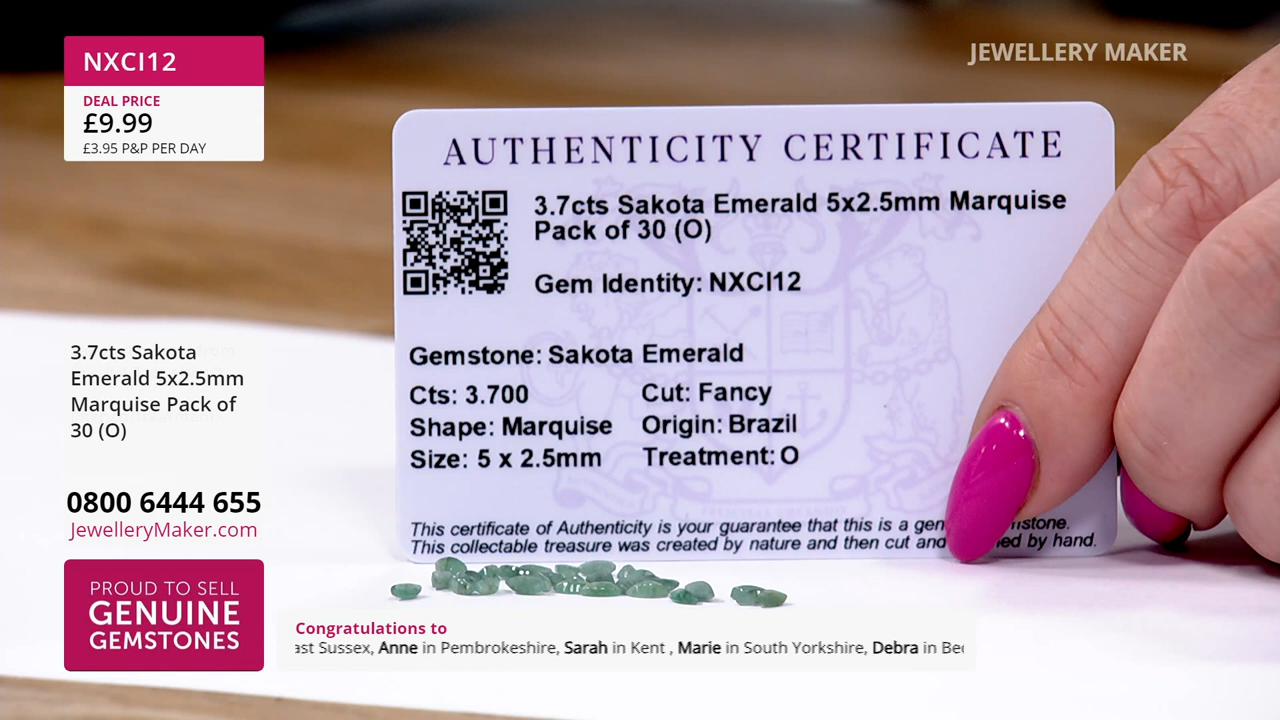 NXCI12
DEAL PRICE
£9.99
£3.95 P&P PER DAY
JEWELLERY MAKER
AUTHENTICITY CERTIFICATE
3.7cts Sakota Emerald 5x2.5mm Marquise
Pack of 30 (O)
Gem Identity: NXCI12
Gemstone: Sakota Emerald
Cts: 3.700 Cut: Fancy
Shape: Marquise Origin: Brazil
Size: 5 x 2.5mm Treatment: O
This certificate of Authenticity is your guarantee that this is a
This collectable treasure was created by nature and then cut and by hand.
3.7cts Sakota
Emerald 5x2.5mm
Marquise Pack of
30 (O)
0800 6444 655
JewelleryMaker.com
PROUD TO SELL
GENUINE
GEMSTONES
Congratulations to
Sussex, Anne in Pembrokeshire, Sarah in Kent , Marie in South Yorkshire, Debra in